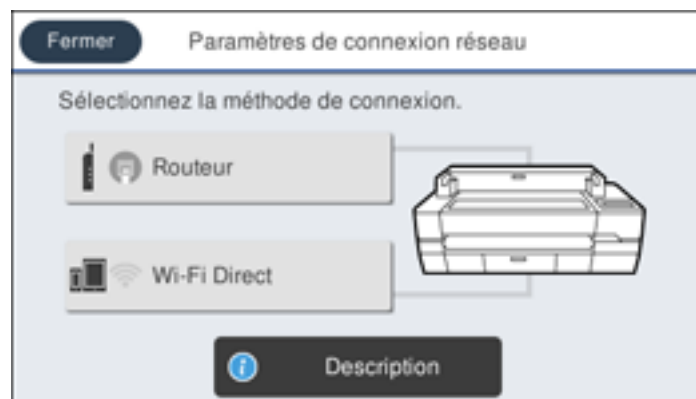 Fermer
Paramètres de connexion réseau
Sélectionnez la méthode de connexion.
Routeur
Wi-Fi Direct
Description